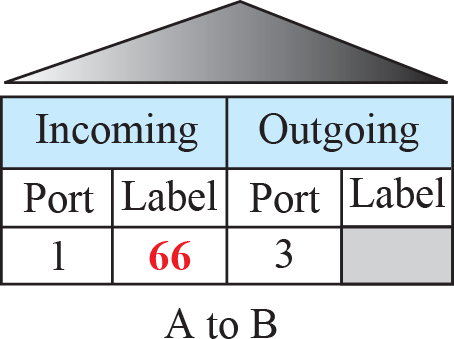 Incoming Outgoing
Port Label Port Label
1 66 3
A to B